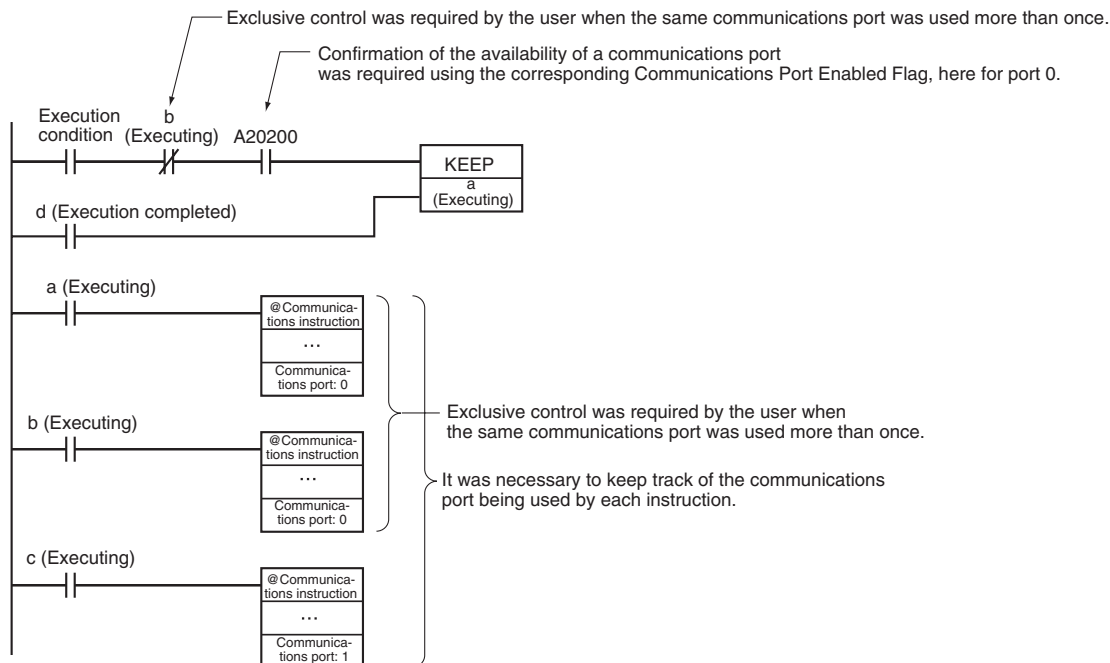 Exclusive control was required by the user when the same communications port was used more than once.
Confirmation of the availability of a communications port
was required using the corresponding Communications Port Enabled Flag, here for port 0.
Execution
condition
b
(Executing)
A20200
KEEP
a
(Executing)
d (Execution completed)
a (Executing)
@Communica-
tions instruction
...
Communica-
tions port: 0
Exclusive control was required by the user when
the same communications port was used more than once.
b (Executing)
@Communica-
tions instruction
...
Communica-
tions port: 0
It was necessary to keep track of the communications
port being used by each instruction.
c (Executing)
@Communica-
tions instruction
...
Communica-
tions port: 1